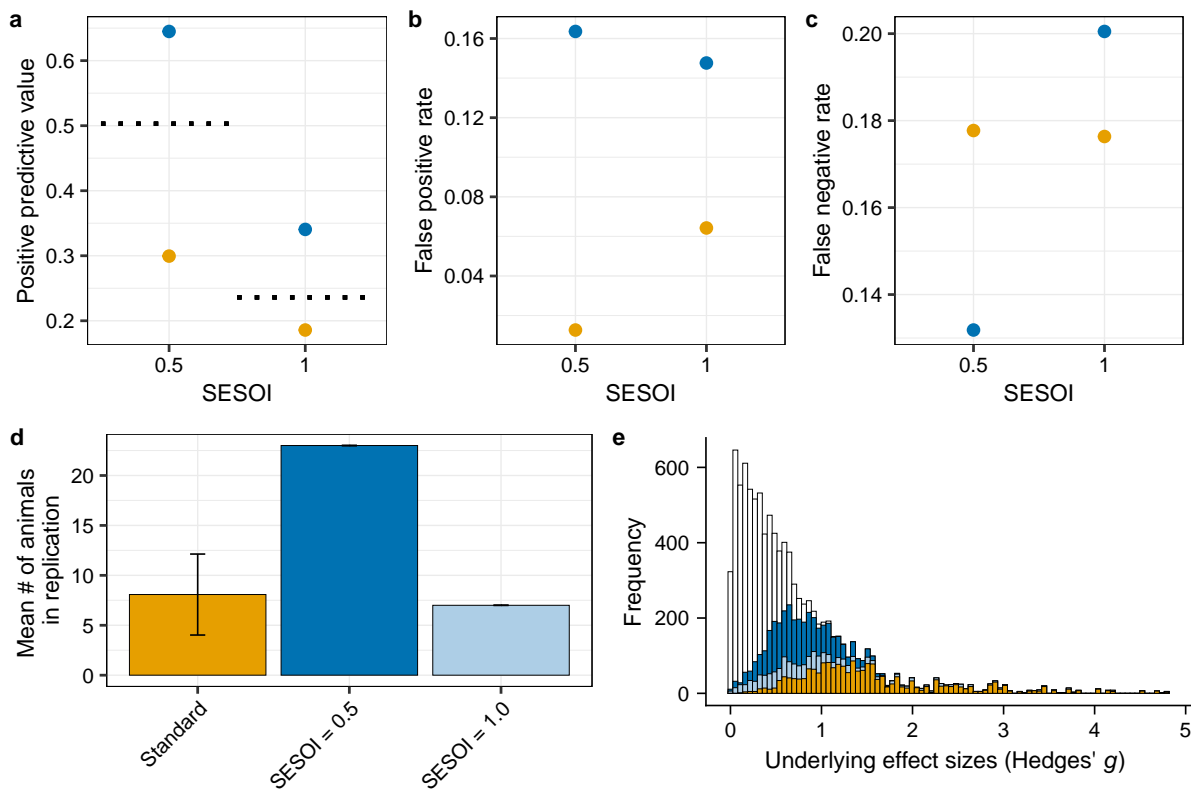 a
Positive predictive value
0.6
0.5
0.4
0.3
0.2
0.5
1
SESOI
b
False positive rate
0.16
0.12
0.08
0.04
0.5
1
SESOI
c
False negative rate
0.20
0.18
0.16
0.14
0.5
1
SESOI
d
Mean # of animals
in replication
20
15
10
5
0
Standard
SESOI = 0.5
SESOI = 1.0
e
Frequency
600
400
200
0
0
1
2
3
4
5
Underlying effect sizes (Hedges' g)